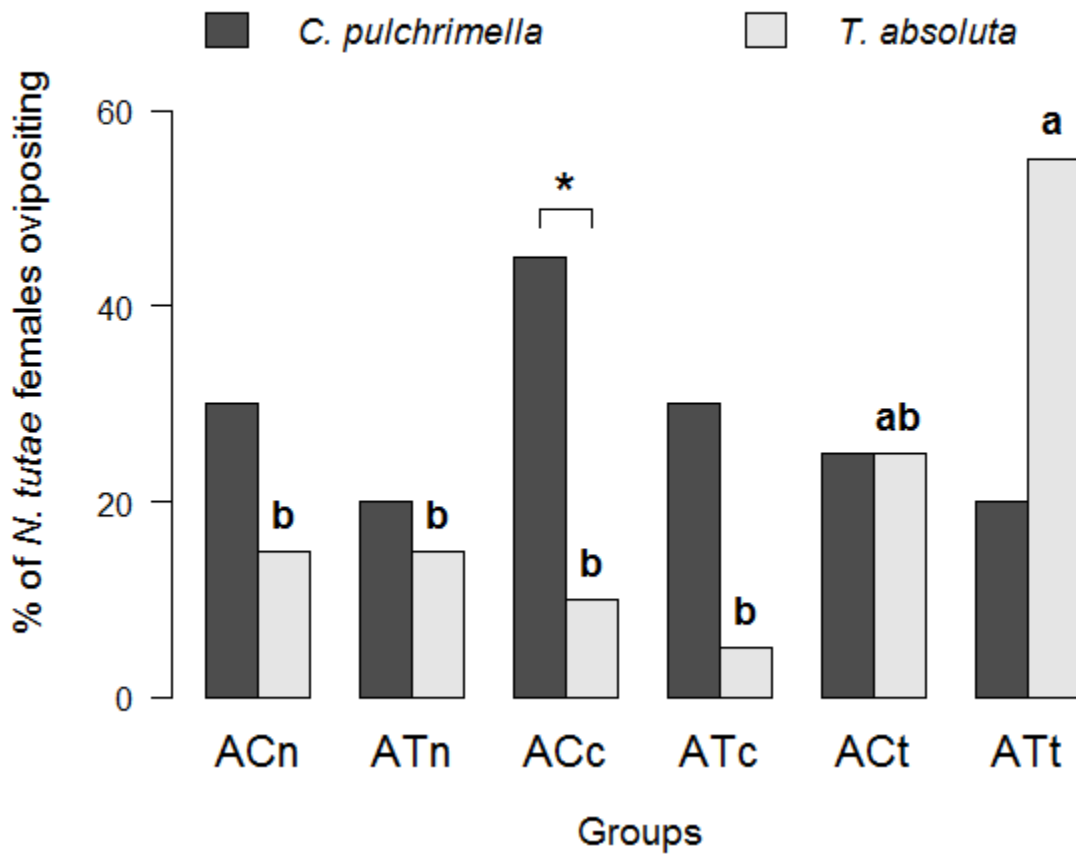 C. pulchrimella T. absoluta
% of N. tutae females ovipositing
60
40
20
0
*
a
ab
b b b b
ACn ATn ACc ATc ACt ATt
Groups